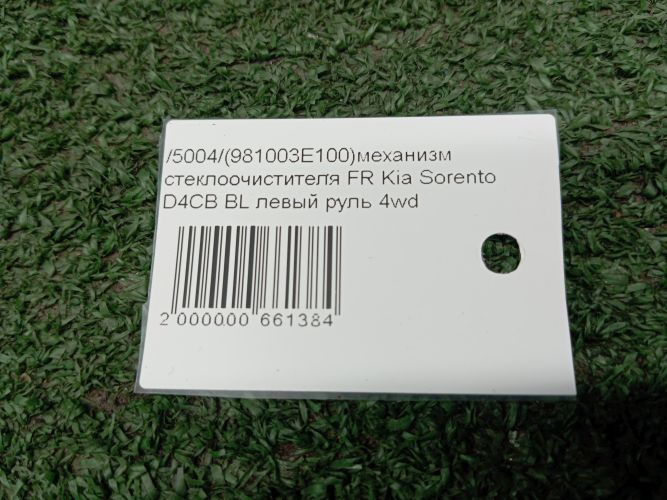 /5004/(981003E100)механизм
стеклоочистителя FR Kia Sorento
D4CB BL левый руль 4wd
2 000000 661384